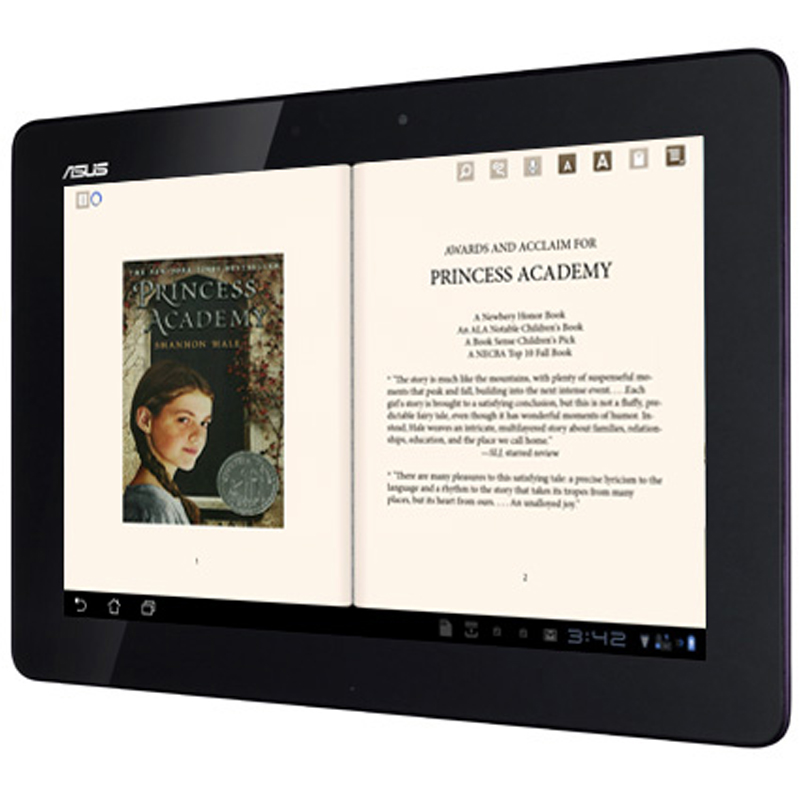 ASUS
THE NEW YORK TIMES BESTSELLER
PRINCESS
ACADEMY
SHANNON HALE
1
A A
AWARDS AND ACCLAIM FOR
PRINCESS ACADEMY
A Newbery Honor Book
An ALA Notable Children's Book
A Book Sense Children's Pick
A NECBA Top 10 Fall Book
* "The story is much like the mountains, with plenty of suspenseful mo-
ments that peak and fall, building into the next intense event. . . . Each
girl's story is brought to a satisfying conclusion, but this is not a fluffy, pre-
dictable fairy tale, even though it has wonderful moments of humor. In-
stead, Hale weaves an intricate, multilayered story about families, relation-
ships, education, and the place we call home."
—SLJ, starred review
* "There are many pleasures to this satisfying tale: a precise lyricism to the
language and a rhythm to the story that takes its tropes from many
places, but its heart from ours. . . . An unalloyed joy."
2
3:42